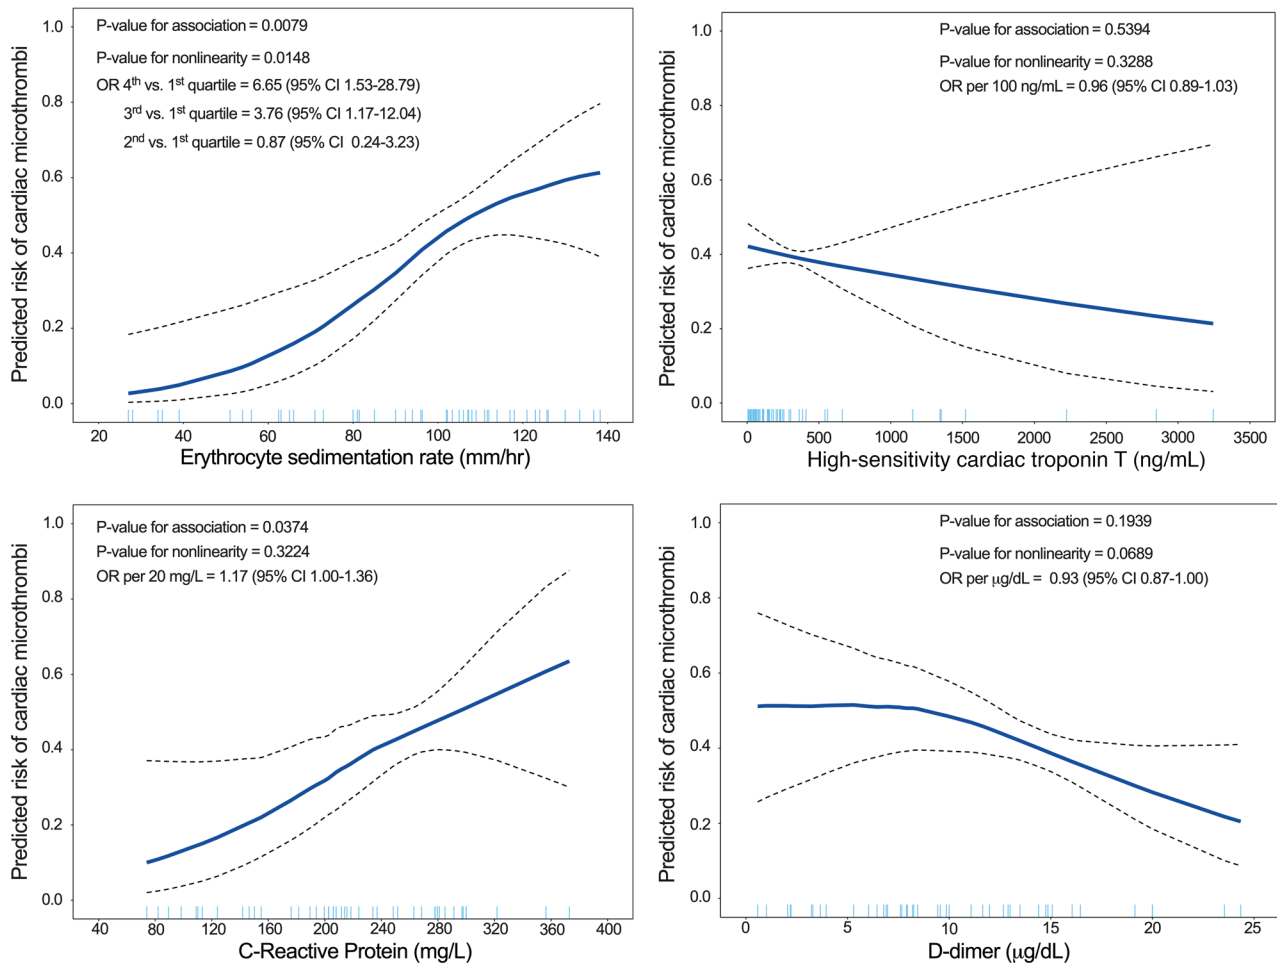 P-value for association = 0.0079
P-value for nonlinearity = 0.0148
OR 4th vs. 1st quartile = 6.65 (95% CI 1.53-28.79)
3rd vs. 1st quartile = 3.76 (95% CI 1.17-12.04)
2nd vs. 1st quartile = 0.87 (95% CI 0.24-3.23)
Predicted risk of cardiac microthrombi
1.0
0.8
0.6
0.4
0.2
0.0
20 40 60 80 100 120 140
Erythrocyte sedimentation rate (mm/hr)
P-value for association = 0.5394
P-value for nonlinearity = 0.3288
OR per 100 ng/mL = 0.96 (95% CI 0.89-1.03)
Predicted risk of cardiac microthrombi
1.0
0.8
0.6
0.4
0.2
0.0
0 500 1000 1500 2000 2500 3000 3500
High-sensitivity cardiac troponin T (ng/mL)
P-value for association = 0.0374
P-value for nonlinearity = 0.3224
OR per 20 mg/L = 1.17 (95% CI 1.00-1.36)
Predicted risk of cardiac microthrombi
1.0
0.8
0.6
0.4
0.2
0.0
40 80 120 160 200 240 280 320 360 400
C-Reactive Protein (mg/L)
P-value for association = 0.1939
P-value for nonlinearity = 0.0689
OR per μg/dL = 0.93 (95% CI 0.87-1.00)
Predicted risk of cardiac microthrombi
1.0
0.8
0.6
0.4
0.2
0.0
0 5 10 15 20 25
D-dimer (μg/dL)